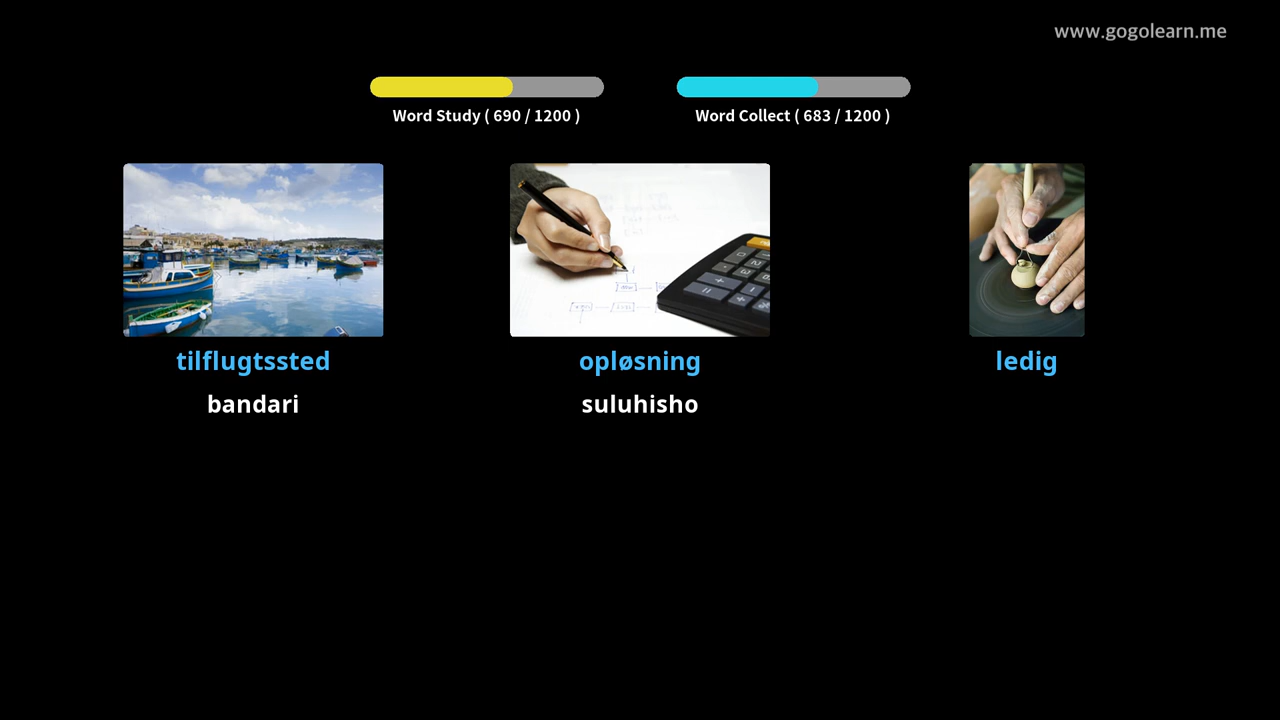 www.gogolearn.me
Word Study ( 690 / 1200 )
Word Collect ( 683 / 1200 )
tilflugtssted
opløsning
ledig
bandari
suluhisho